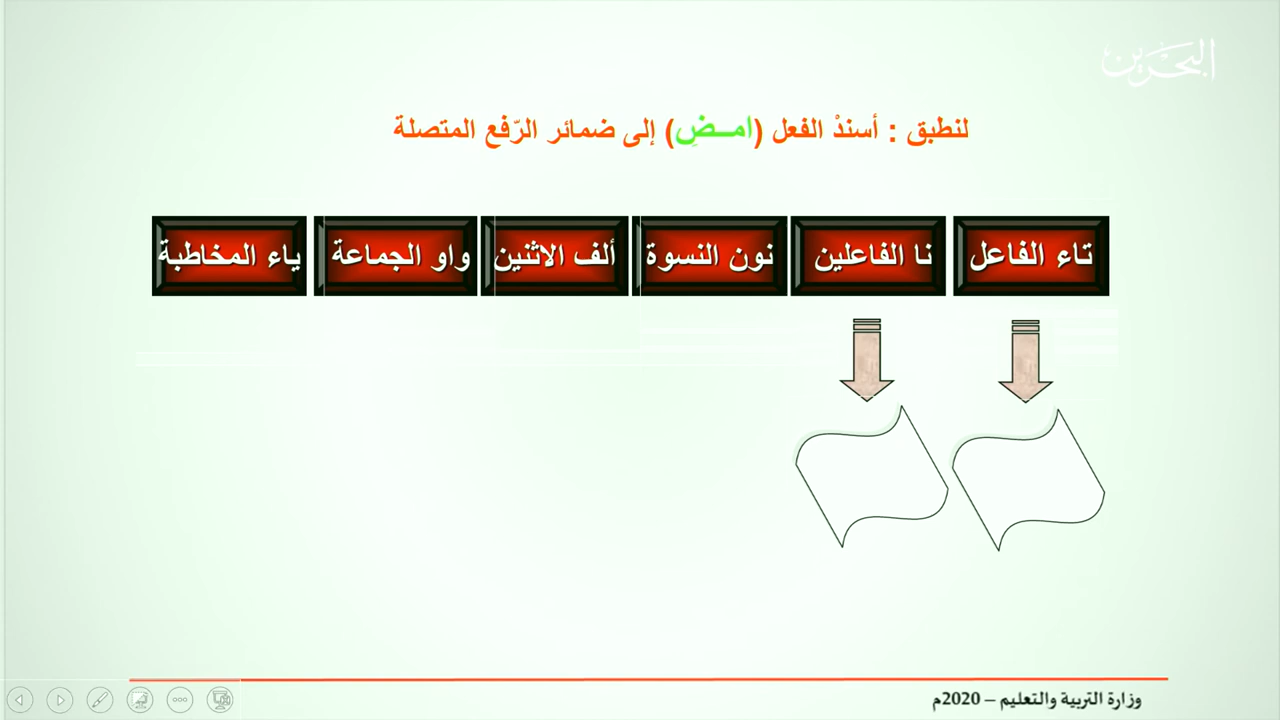 البحرين
لنطبق : أسندْ الفعل (امــضِ) إلى ضمائر الرّفع المتصلة
تاء الفاعل
نا الفاعلين
نون النسوة
ألف الاثنين
واو الجماعة
ياء المخاطبة
وزارة التربية والتعليم – 2020م